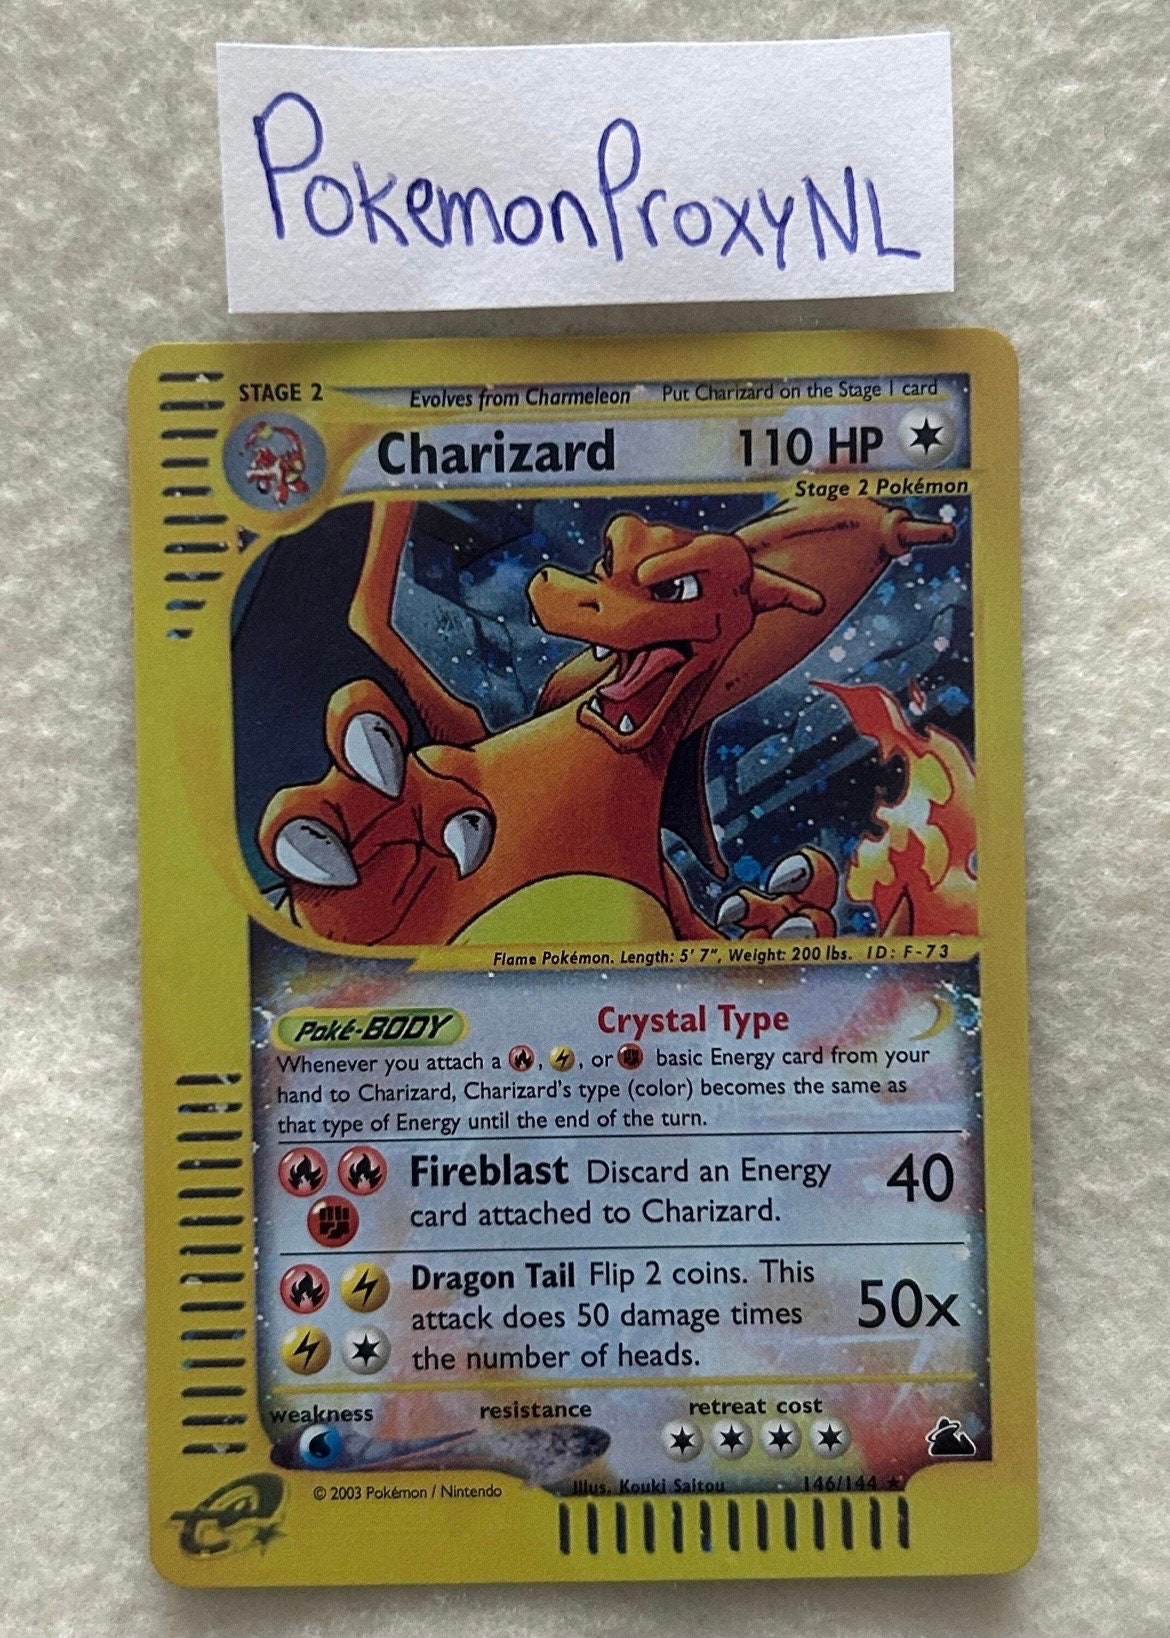 PokemonProxyNL
STAGE 2
Evolves from Charmeleon Put Charizard on the Stage 1 card
Charizard 110 HP
Stage 2 Pokémon
Flame Pokémon. Length: 5' 7", Weight: 200 lbs. ID: F-73
Poké-BODY Crystal Type
Whenever you attach a , , or basic Energy card from your
hand to Charizard, Charizard's type (color) becomes the same as
that type of Energy until the end of the turn.
Fireblast Discard an Energy 40
card attached to Charizard.
Dragon Tail Flip 2 coins. This
attack does 50 damage times 50x
the number of heads.
weakness resistance retreat cost
© 2003 Pokémon / Nintendo Illus. Kouki Saitou 146/144 ★
e